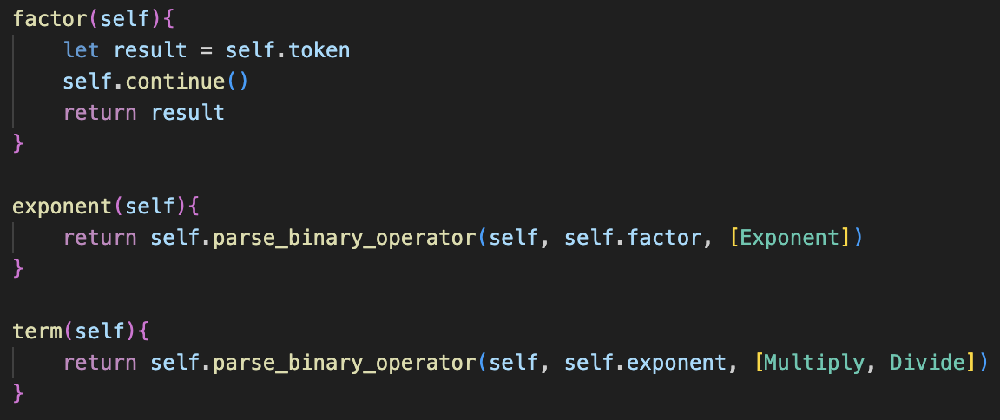 factor(self){
    let result = self.token
    self.continue()
    return result
}

exponent(self){
    return self.parse_binary_operator(self, self.factor, [Exponent])
}

term(self){
    return self.parse_binary_operator(self, self.exponent, [Multiply, Divide])
}